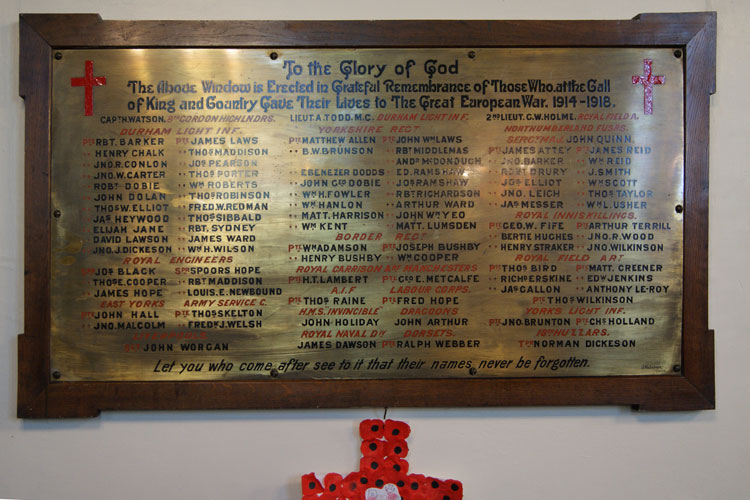 To the Glory of God
The Above Window is Erected in Grateful Remembrance of Those Who, at the Call
of King and Country Gave Their Lives to The Great European War. 1914-1918.
CAPT H.WATSON, 5TH GORDON HIGHLNDRS. LIEUT. A.TODD. M.C. DURHAM LIGHT INF. 2ND LIEUT. G.W.HOLME. ROYAL FIELD A.
DURHAM LIGHT INF. YORKSHIRE REGT NORTHUMBERLAND FUSRS.
PTE RBT. BARKER PTE JAMES LAWS PTE MATTHEW ALLEN PTE JOHN WM LAWS SERGT MAJ JOHN QUINN.
" HENRY CHALK " THOS MADDISON " B.W.BRUNSON " RBT MIDDLEMAS PTE JAMES ATTEY PTE JAMES REID
" JNO R.CONLON " JOS PEARSON " ANDW MCDONOUGH " JNO BARKER " WM REID
" JNO W.CARTER " THOS PORTER " EBENEZER DODDS " ED. RAMSHAW " ROBT DRURY " J.SMITH
" ROBT DOBIE " WM ROBERTS " JOHN GEO DOBIE " JOS RAMSHAW " JOS ELLIOT " WM SCOTT
" JOHN DOLAN " THOS ROBINSON " WM H.FOWLER " RBT RICHARDSON " JNO. LEIGH " THOS TAYLOR
" THOS W.ELLIOT " FRED.W.REDMAN " WM HANLON " ARTHUR WARD " JAS MESSER " WM L.USHER
" JAS HEYWOOD " THOS SIBBALD " MATT. HARRISON " JOHN WM YEO ROYAL INNISKILLINGS.
" ELIJAH JANE " RBT. SYDNEY " WM KENT " MATT. LUMSDEN PTE GEO. W. FIFE PTE ARTHUR TERRILL
" DAVID LAWSON " JAMES WARD BORDER REGT " BERTIE HUGHES " JNO. R. WOOD
" JNO. J.DICKESON " WM H.WILSON PTE WM ADAMSON PTE JOSEPH BUSHBY " HENRY STRAKER " JNO. WILKINSON
ROYAL ENGINEERS " HENRY BUSHBY " WM COOPER ROYAL FIELD ART
SPR JOS BLACK SPR SPOORS HOPE ROYAL GARRISON ART MANCHESTERS PTE THOS BIRD PTE MATT. GREENER
" THOS E. COOPER " RBT MADDISON PTE H.T. LAMBERT PTE GEO E. METCALFE " RICH D ERSKINE " EDW JENKINS
" JAMES HOPE " LOUIS. E. NEWBOUND A.I.F LABOUR CORPS. " JAS GALLON " ANTHONY LE-ROY
EAST YORKS ARMY SERVICE C. PTE THOS RAINE PTE FRED HOPE PTE THOS WILKINSON
PTE JOHN HALL PTE THOS SKELTON H.M.S. 'INVINCIBLE' DRAGOONS YORKS LIGHT INF.
" JNO. MALCOLM " FREDK J. WELSH JOHN HOLIDAY JOHN ARTHUR PTE JNO. BRUNTON PTE CHS HOLLAND
ROYAL NAVAL DIV DORSETS. 18TH HUZZARS.
JOHN WORGAN JAMES DAWSON PTE RALPH WEBBER NORMAN DICKESON
Let you who come after see to it that their names never be forgotten.